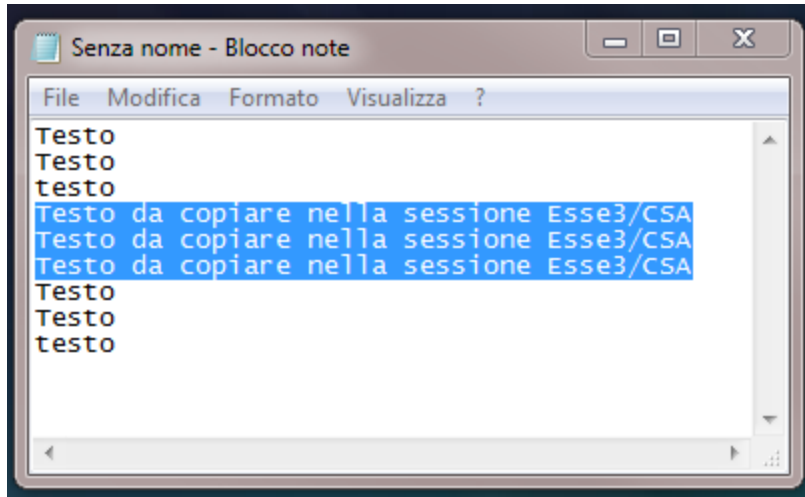 Senza nome - Blocco note
File Modifica Formato Visualizza ?
Testo
Testo
testo
Testo da copiare nella sessione Esse3/CSA
Testo da copiare nella sessione Esse3/CSA
Testo da copiare nella sessione Esse3/CSA
Testo
Testo
testo